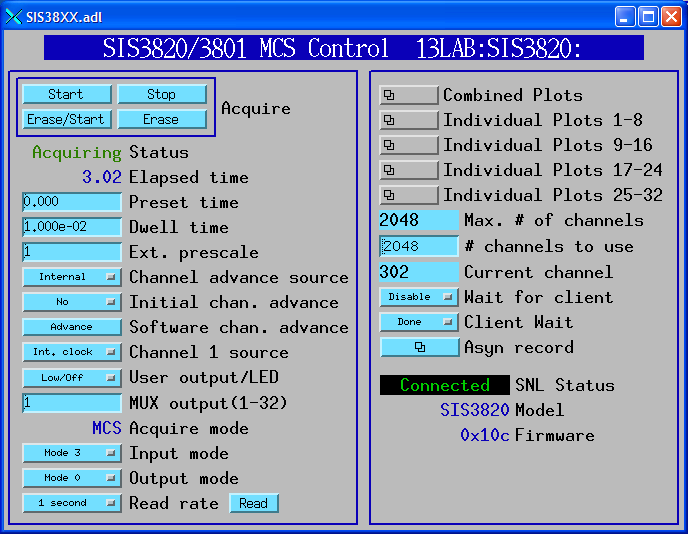 SIS38XX.adl
SIS3820/3801 MCS Control 13LAB:SIS3820:
Start Stop
Erase/Start Erase
Acquire
Acquiring Status
3.02 Elapsed time
0.000 Preset time
1.000e-02 Dwell time
1 Ext. prescale
Internal Channel advance source
No Initial chan. advance
Advance Software chan. advance
Int. clock Channel 1 source
Low/Off User output/LED
1 MUX output(1-32)
MCS Acquire mode
Mode 3 Input mode
Mode 0 Output mode
1 second Read rate Read
Combined Plots
Individual Plots 1-8
Individual Plots 9-16
Individual Plots 17-24
Individual Plots 25-32
2048 Max. # of channels
2048 # channels to use
302 Current channel
Disable Wait for client
Done Client Wait
Asyn record
Connected SNL Status
SIS3820 Model
0x10c Firmware